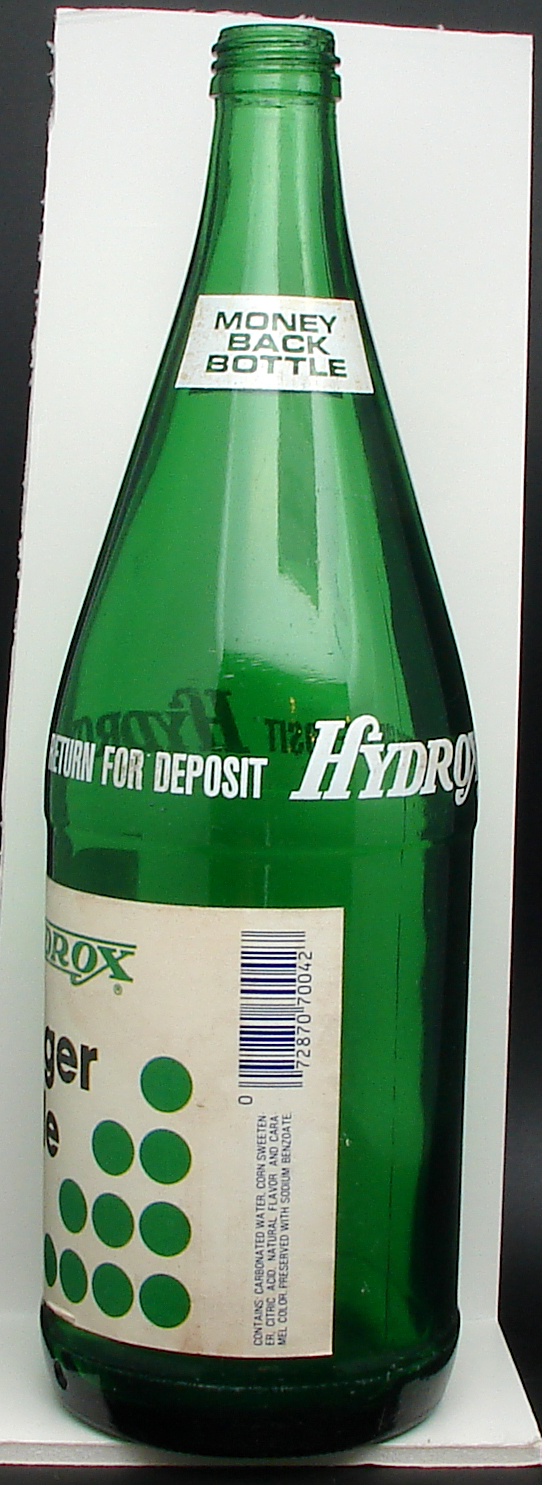 MONEY
BACK
BOTTLE
RETURN FOR DEPOSIT HYDROX
DROX®
ger
e
0 72870 70042
CONTAINS: CARBONATED WATER, CORN SWEETEN-
ER, CITRIC ACID, NATURAL FLAVOR AND CARA-
MEL COLOR. PRESERVED WITH SODIUM BENZOATE.